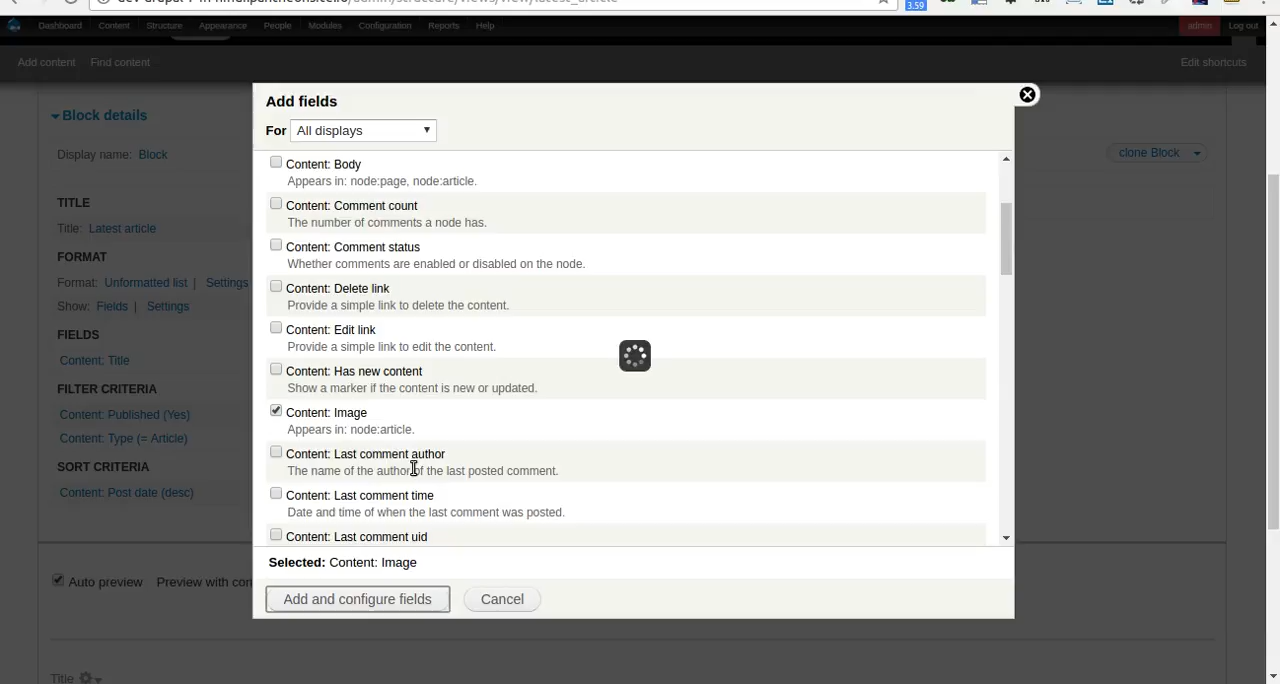 /admin/structure/views/view/latest_article
3.59
Dashboard Content Structure Appearance People Modules Configuration Reports Help admin Log out
Add content Find content Edit shortcuts
Block details
Display name: Block
clone Block
TITLE
Title: Latest article
FORMAT
Format: Unformatted list | Settings
Show: Fields | Settings
FIELDS
Content: Title
FILTER CRITERIA
Content: Published (Yes)
Content: Type (= Article)
SORT CRITERIA
Content: Post date (desc)
Auto preview Preview with con
Title
Add fields
For All displays
Content: Body
Appears in: node:page, node:article.
Content: Comment count
The number of comments a node has.
Content: Comment status
Whether comments are enabled or disabled on the node.
Content: Delete link
Provide a simple link to delete the content.
Content: Edit link
Provide a simple link to edit the content.
Content: Has new content
Show a marker if the content is new or updated.
Content: Image
Appears in: node:article.
Content: Last comment author
The name of the author of the last posted comment.
Content: Last comment time
Date and time of when the last comment was posted.
Content: Last comment uid
Selected: Content: Image
Add and configure fields Cancel